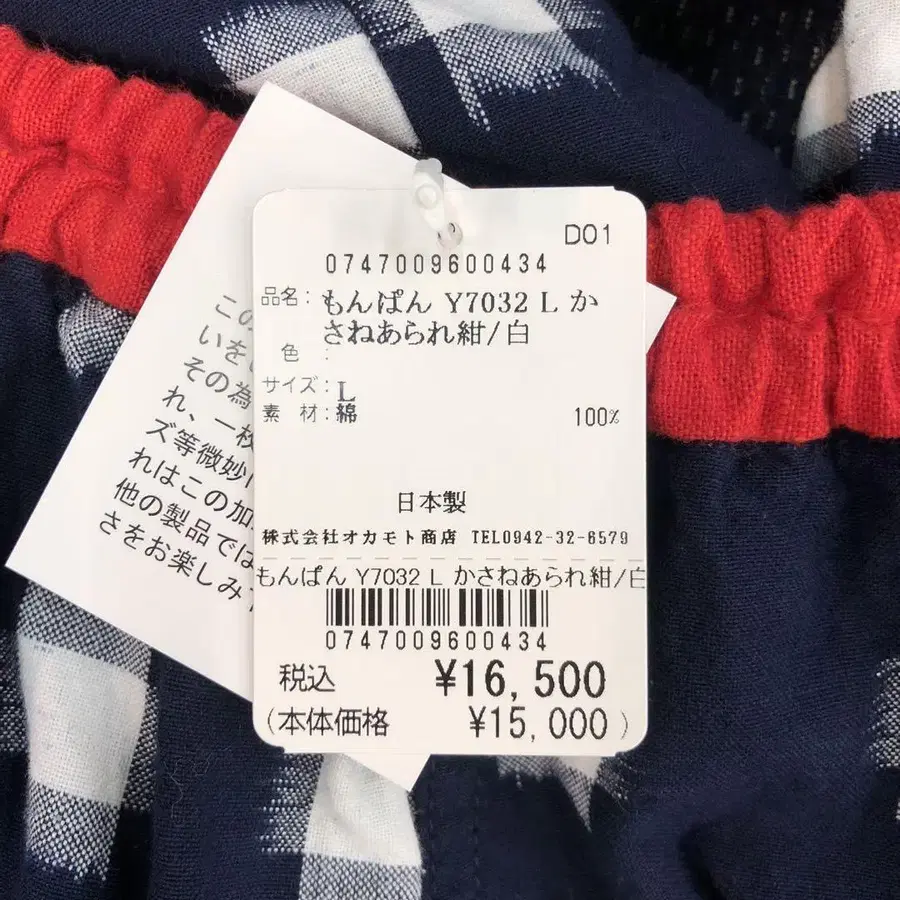 D01
0747009600434
品名：もんぱん Y7032 L か
さねあられ紺/白
色 ：
サイズ：L
素 材：綿 100%
日本製
株式会社オカモト商店 TEL0942-32-6579
もんぱん Y7032 L かさねあられ紺/白
0747009600434
税込 ¥16,500
(本体価格 ¥15,000 )
この
いを
その為
れ、一枚
ズ等微妙
れはこの加
他の製品では
さをお楽しみ